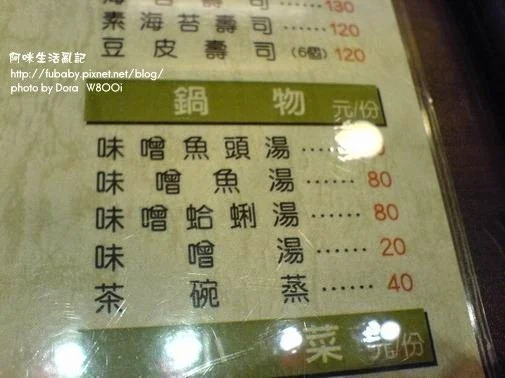 素海苔壽司 ······ 120
豆皮壽司 (6個) 120
阿咪生活亂記
http://fubaby.pixnet.net/blog/
photo by Dora W800i
鍋物 元/份
味噌魚頭湯 ······
味噌魚湯 ······ 80
味噌蛤蜊湯 ······ 80
味噌湯 ······ 20
茶碗蒸 ······ 40
菜 元/份